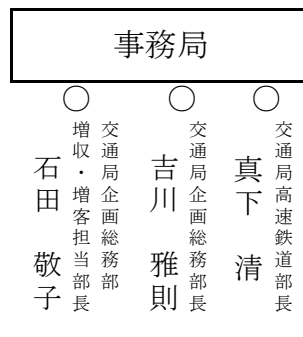 事務局
○
交通局高速鉄道部長
真下　清
○
交通局企画総務部長
吉川　雅則
○
交通局企画総務部
増収・増客担当部長
石田　敬子